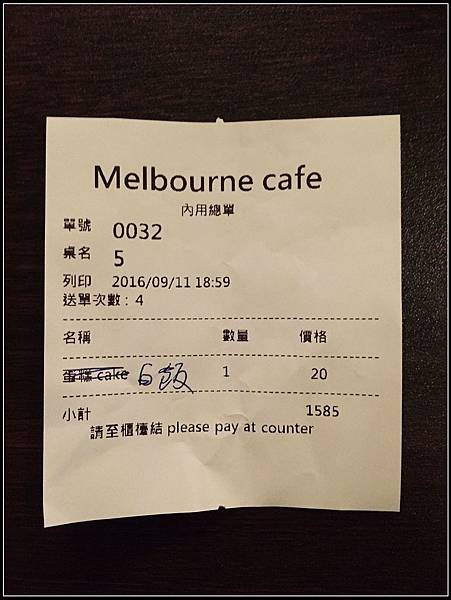 Melbourne cafe
內用總單
單號 0032
桌名 5
列印 2016/09/11 18:59
送單次數: 4
名稱 數量 價格
蛋糕 cake 白飯 1 20
小計 1585
請至櫃檯結 please pay at counter